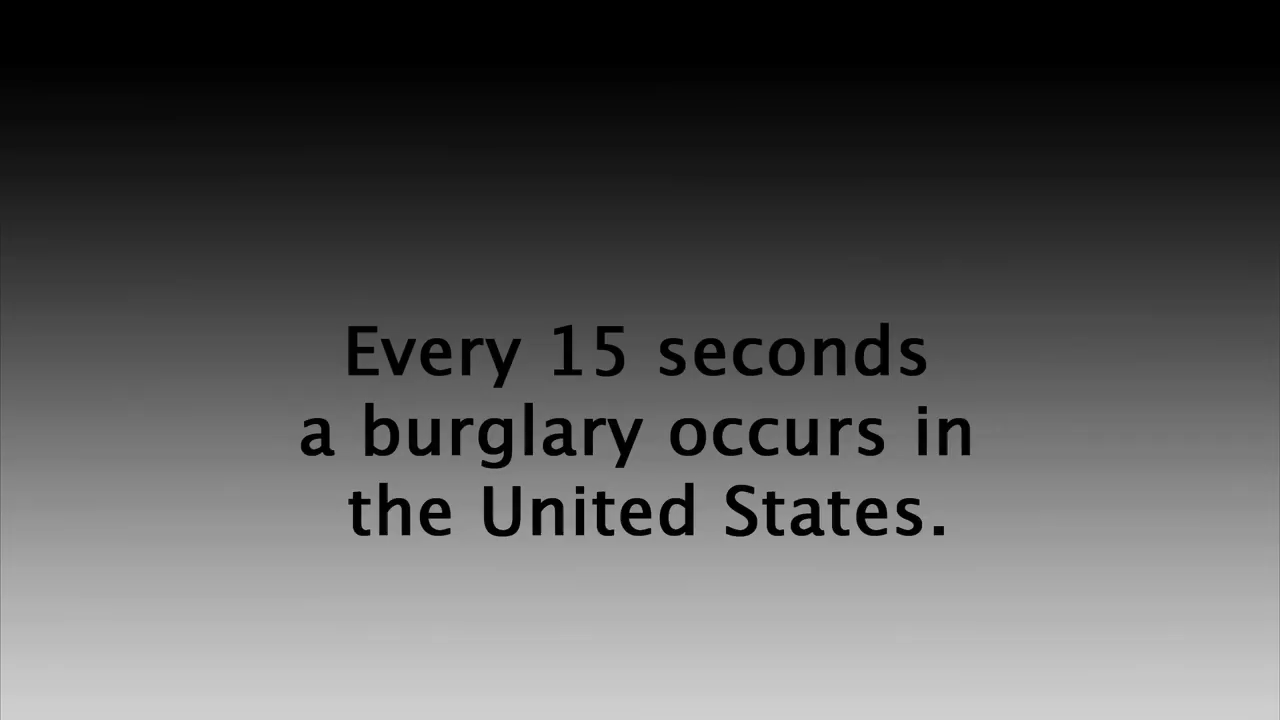 Every 15 seconds
a burglary occurs in
the United States.